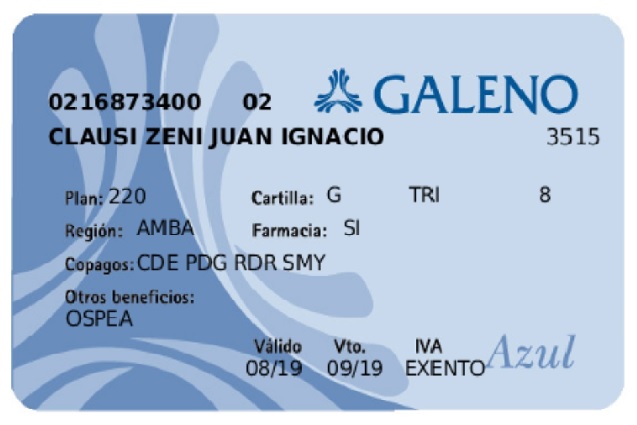 GALENO
0216873400 02
CLAUSI ZENI JUAN IGNACIO 3515
Plan: 220 Cartilla: G TRI 8
Región: AMBA Farmacia: SI
Copagos: CDE PDG RDR SMY
Otros beneficios:
OSPEA
Válido Vto. IVA
08/19 09/19 EXENTO Azul